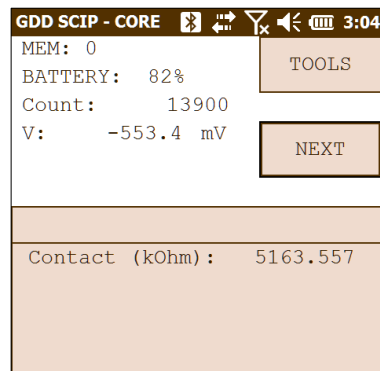 GDD SCIP - CORE 3:04
MEM: 0
TOOLS
BATTERY: 82%
Count: 13900
V: -553.4 mV
NEXT
Contact (kOhm): 5163.557